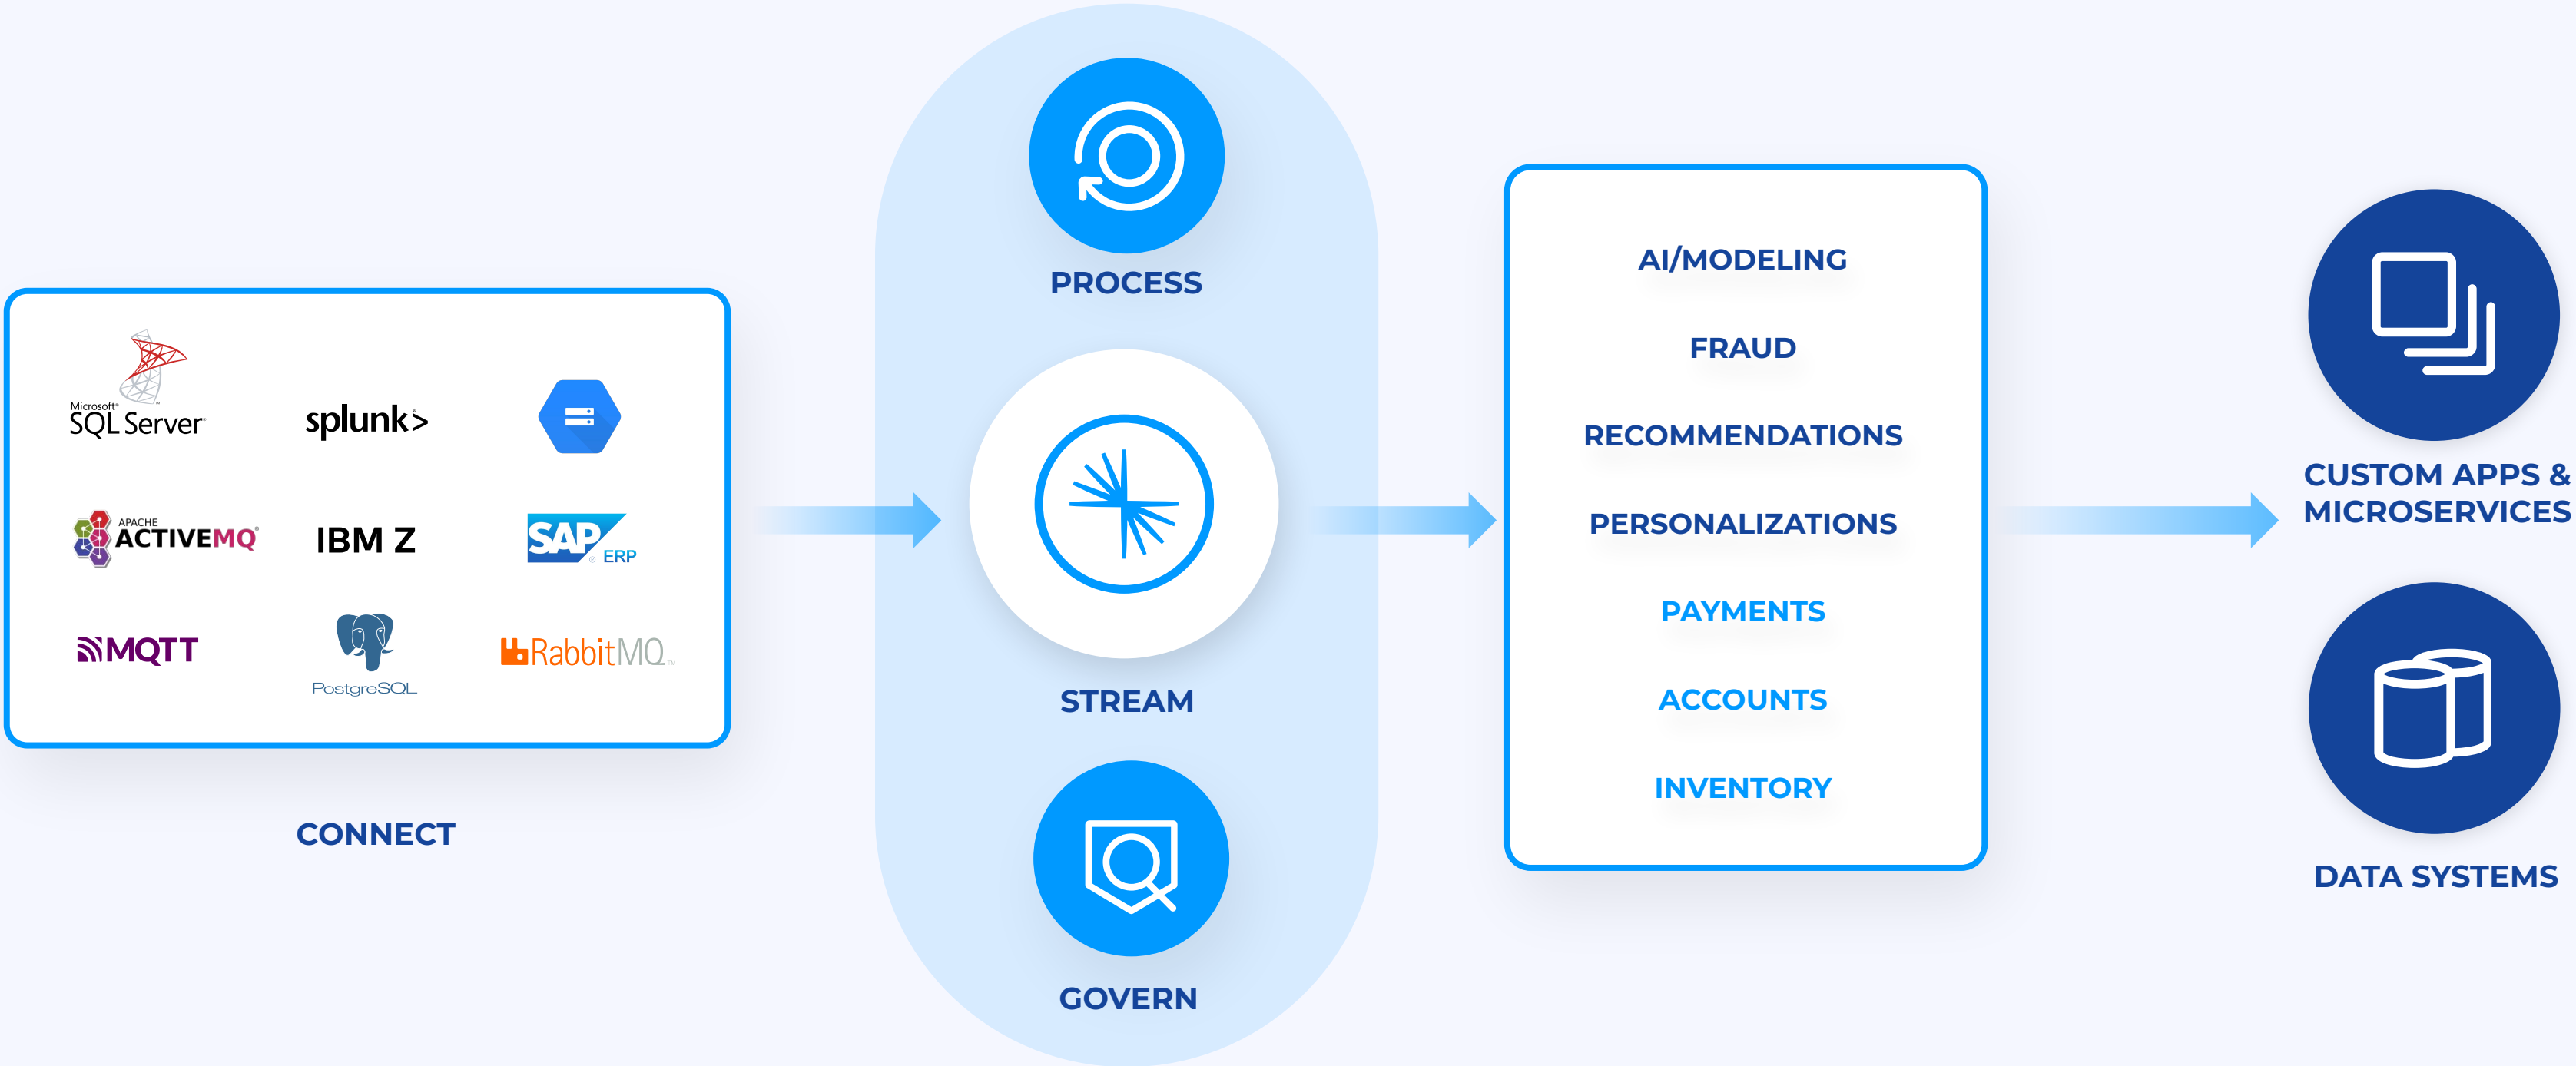 Microsoft®
SQL Server®
splunk>
APACHE
ACTIVEMQ®
IBM Z
SAP ®
ERP
MQTT
PostgreSQL
RabbitMQ™
CONNECT
PROCESS
STREAM
GOVERN
AI/MODELING
FRAUD
RECOMMENDATIONS
PERSONALIZATIONS
PAYMENTS
ACCOUNTS
INVENTORY
CUSTOM APPS &
MICROSERVICES
DATA SYSTEMS